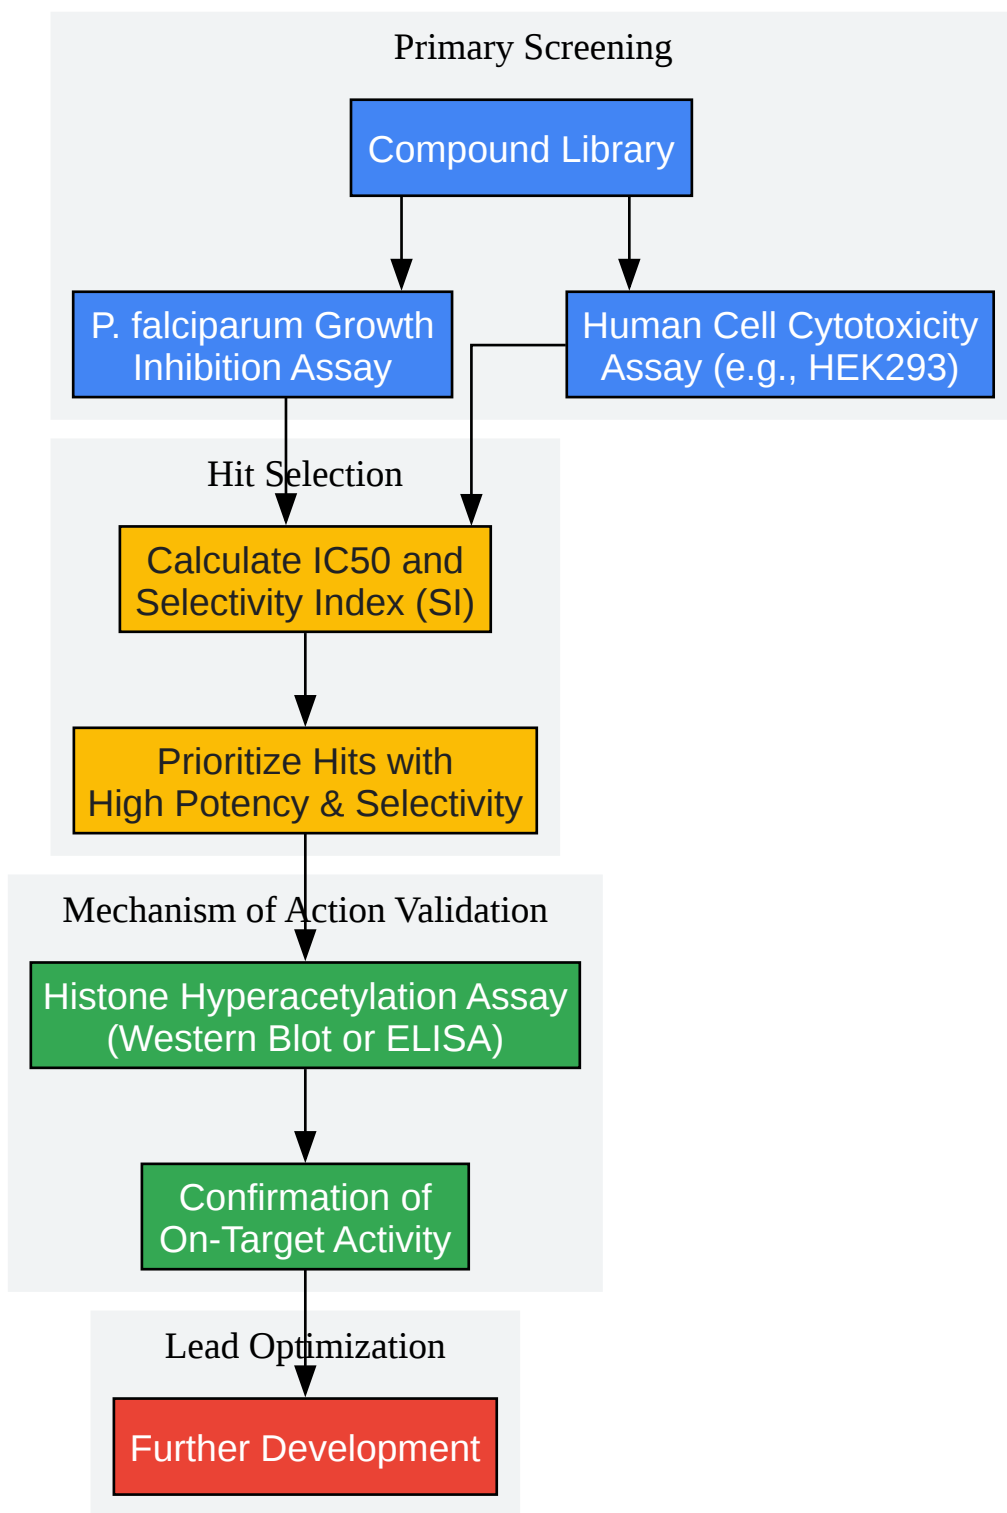 Primary Screening
Compound Library
P. falciparum Growth
Inhibition Assay
Human Cell Cytotoxicity
Assay (e.g., HEK293)
Hit Selection
Calculate IC50 and
Selectivity Index (SI)
Prioritize Hits with
High Potency & Selectivity
Mechanism of Action Validation
Histone Hyperacetylation Assay
(Western Blot or ELISA)
Confirmation of
On-Target Activity
Lead Optimization
Further Development